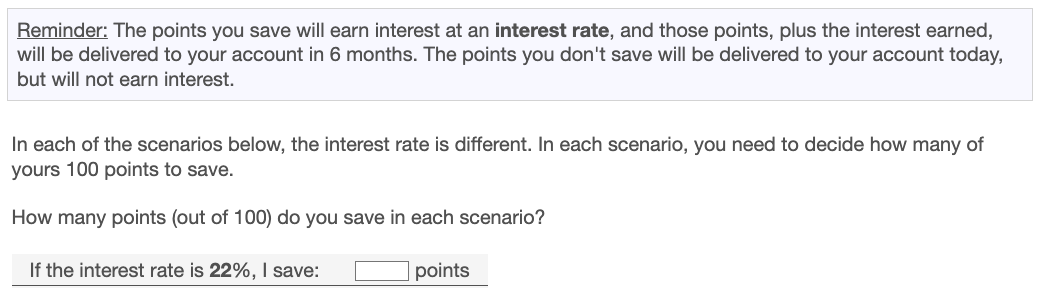 Reminder: The points you save will earn interest at an interest rate, and those points, plus the interest earned,
will be delivered to your account in 6 months. The points you don't save will be delivered to your account today,
but will not earn interest.
In each of the scenarios below, the interest rate is different. In each scenario, you need to decide how many of
yours 100 points to save.
How many points (out of 100) do you save in each scenario?
If the interest rate is 22%, I save: points